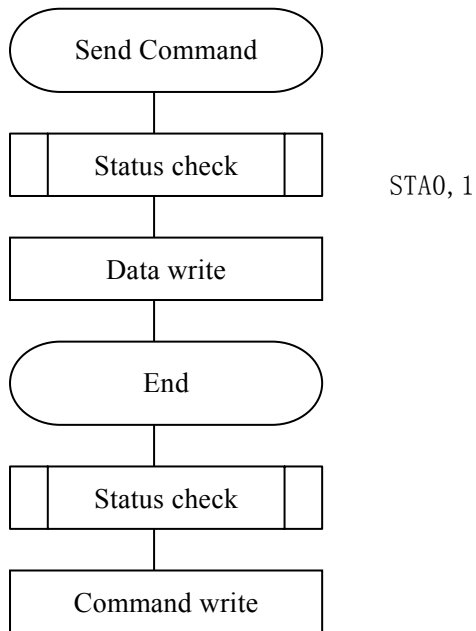 Send Command
Status check
STA0, 1
Data write
End
Status check
Command write